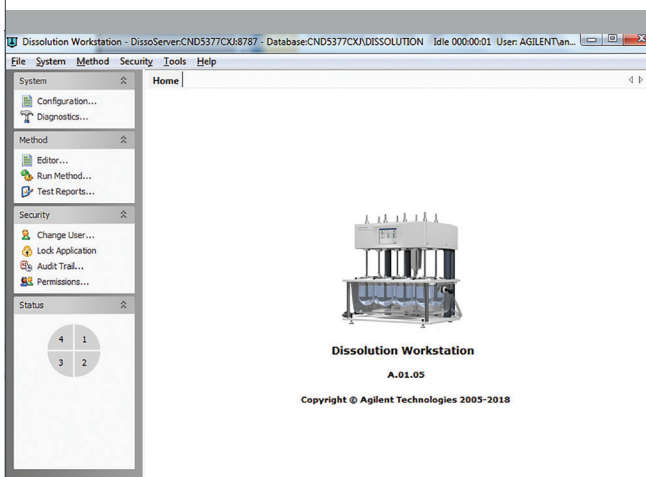 Dissolution Workstation - DissoServer:CND5377CXJ:8787 - Database:CND5377CXJ\DISSOLUTION Idle 000:00:01 User: AGILENT\an...
File System Method Security Tools Help
System
Configuration...
Diagnostics...
Method
Editor...
Run Method...
Test Reports...
Security
Change User...
Lock Application
Audit Trail...
Permissions...
Status
4 1
3 2
Home
Dissolution Workstation
A.01.05
Copyright © Agilent Technologies 2005-2018